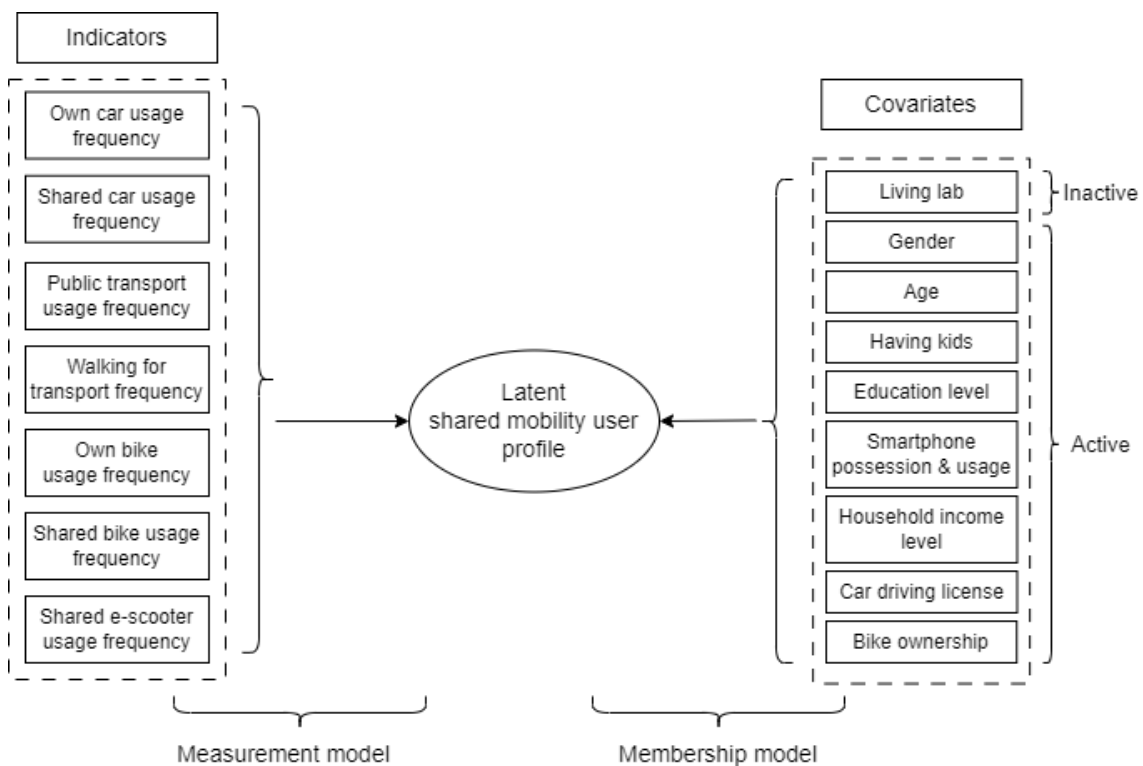 Indicators
Own car usage
frequency
Shared car usage
frequency
Public transport
usage frequency
Walking for
transport frequency
Own bike
usage frequency
Shared bike usage
frequency
Shared e-scooter
usage frequency
Measurement model
Latent
shared mobility user
profile
Covariates
Living lab
Gender
Age
Having kids
Education level
Smartphone
possession & usage
Household income
level
Car driving license
Bike ownership
Inactive
Active
Membership model